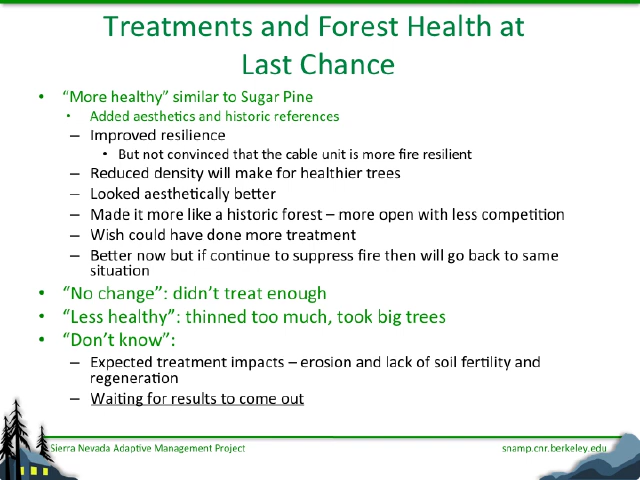 Treatments and Forest Health at
Last Chance
• “More healthy” similar to Sugar Pine
• Added aesthetics and historic references
– Improved resilience
• But not convinced that the cable unit is more fire resilient
– Reduced density will make for healthier trees
– Looked aesthetically better
– Made it more like a historic forest – more open with less competition
– Wish could have done more treatment
– Better now but if continue to suppress fire then will go back to same
situation
• “No change”: didn’t treat enough
• “Less healthy”: thinned too much, took big trees
• “Don’t know”:
– Expected treatment impacts – erosion and lack of soil fertility and
regeneration
– Waiting for results to come out
Sierra Nevada Adaptive Management Project
snamp.cnr.berkeley.edu